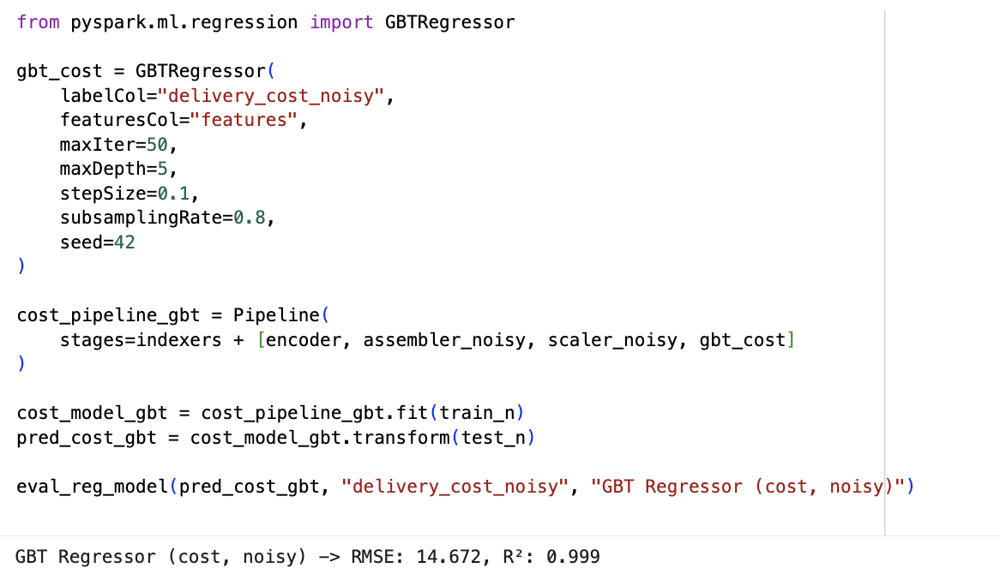 from pyspark.ml.regression import GBTRegressor
gbt_cost = GBTRegressor(
    labelCol="delivery_cost_noisy",
    featuresCol="features",
    maxIter=50,
    maxDepth=5,
    stepSize=0.1,
    subsamplingRate=0.8,
    seed=42
)
cost_pipeline_gbt = Pipeline(
    stages=indexers + [encoder, assembler_noisy, scaler_noisy, gbt_cost]
)
cost_model_gbt = cost_pipeline_gbt.fit(train_n)
pred_cost_gbt = cost_model_gbt.transform(test_n)
eval_reg_model(pred_cost_gbt, "delivery_cost_noisy", "GBT Regressor (cost, noisy)")
GBT Regressor (cost, noisy) -> RMSE: 14.672, R²: 0.999